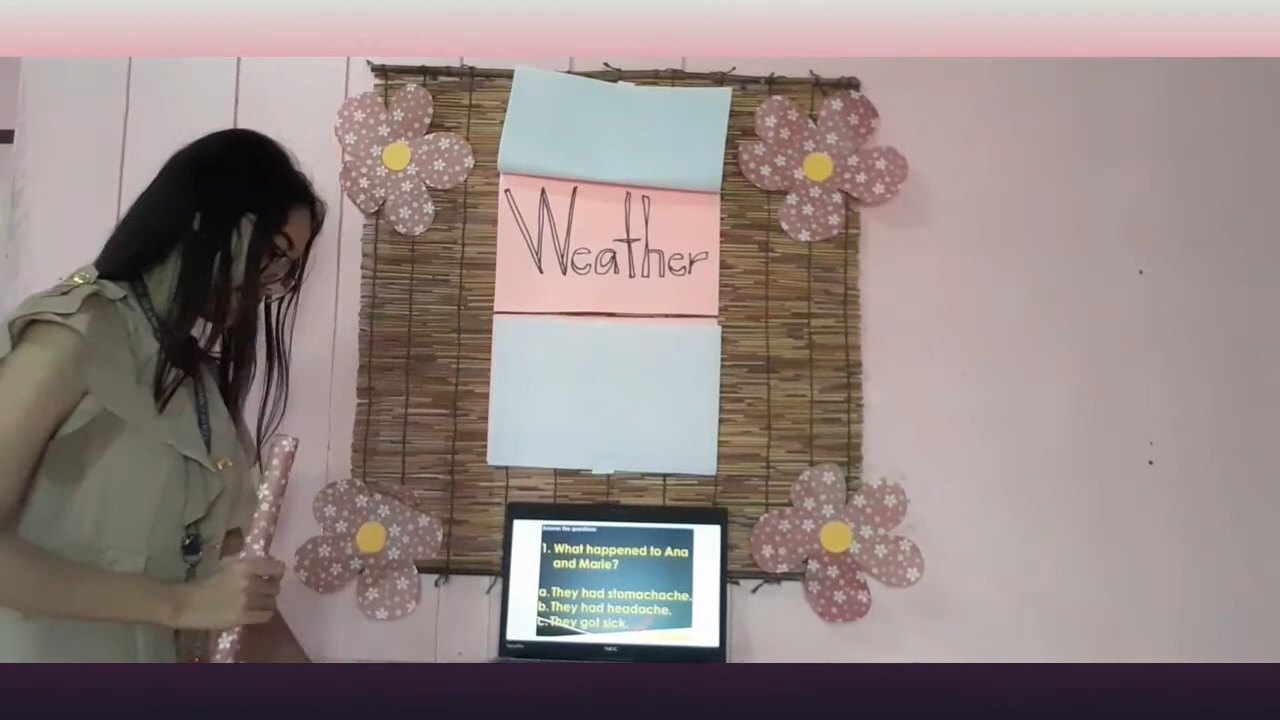 Weather
Answer the questions:
1. What happened to Ana
and Marie?
a. They had stomachache.
b. They had headache.
c. They got sick.
NEC